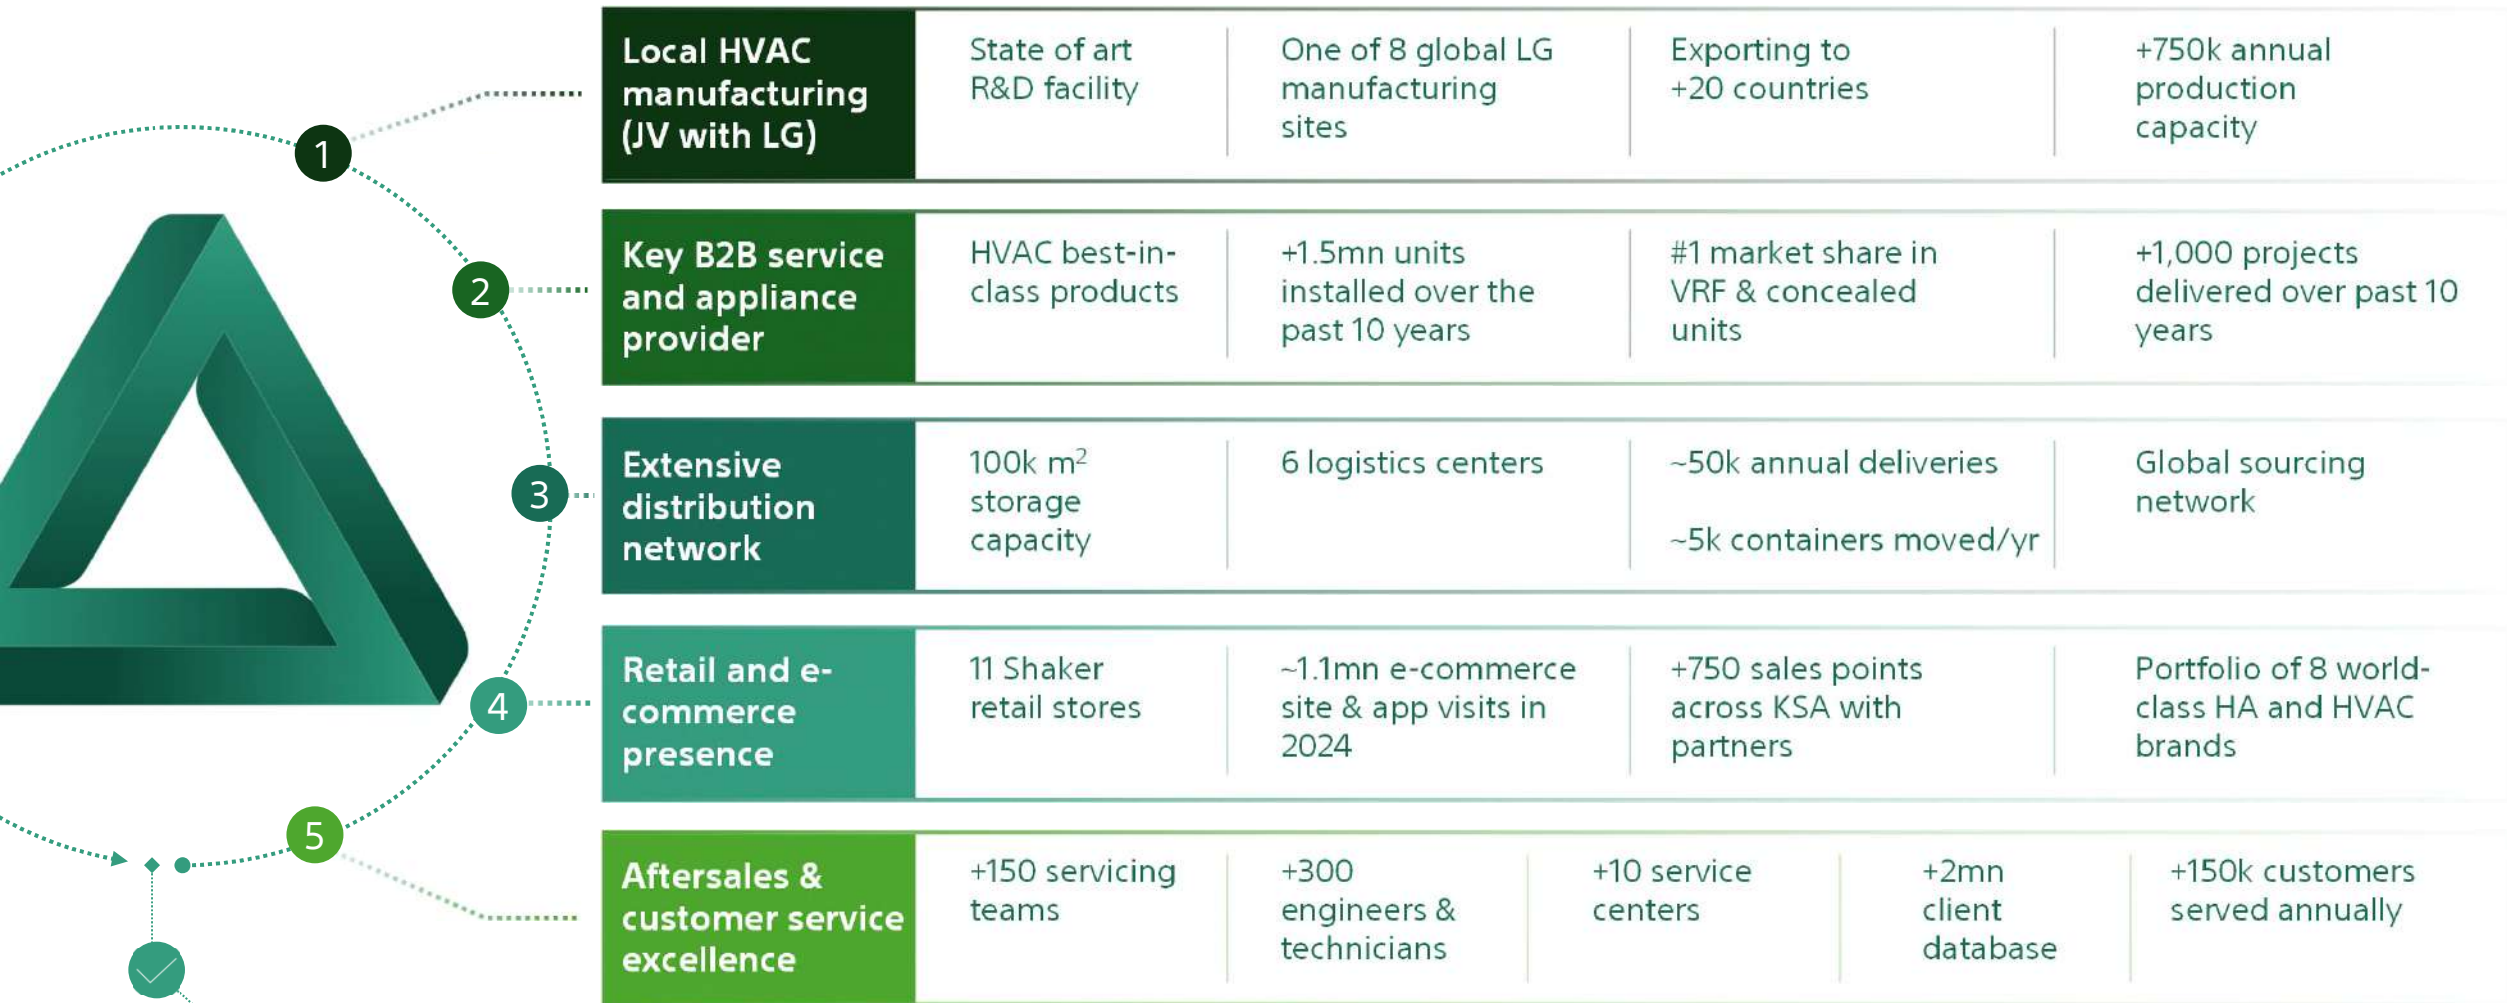 1
Local HVAC
manufacturing
(JV with LG)
State of art
R&D facility
One of 8 global LG
manufacturing
sites
Exporting to
+20 countries
+750k annual
production
capacity
2
Key B2B service
and appliance
provider
HVAC best-in-
class products
+1.5mn units
installed over the
past 10 years
#1 market share in
VRF & concealed
units
+1,000 projects
delivered over past 10
years
3
Extensive
distribution
network
100k m²
storage
capacity
6 logistics centers
~50k annual deliveries
~5k containers moved/yr
Global sourcing
network
4
Retail and e-
commerce
presence
11 Shaker
retail stores
~1.1mn e-commerce
site & app visits in
2024
+750 sales points
across KSA with
partners
Portfolio of 8 world-
class HA and HVAC
brands
5
Aftersales &
customer service
excellence
+150 servicing
teams
+300
engineers &
technicians
+10 service
centers
+2mn
client
database
+150k customers
served annually